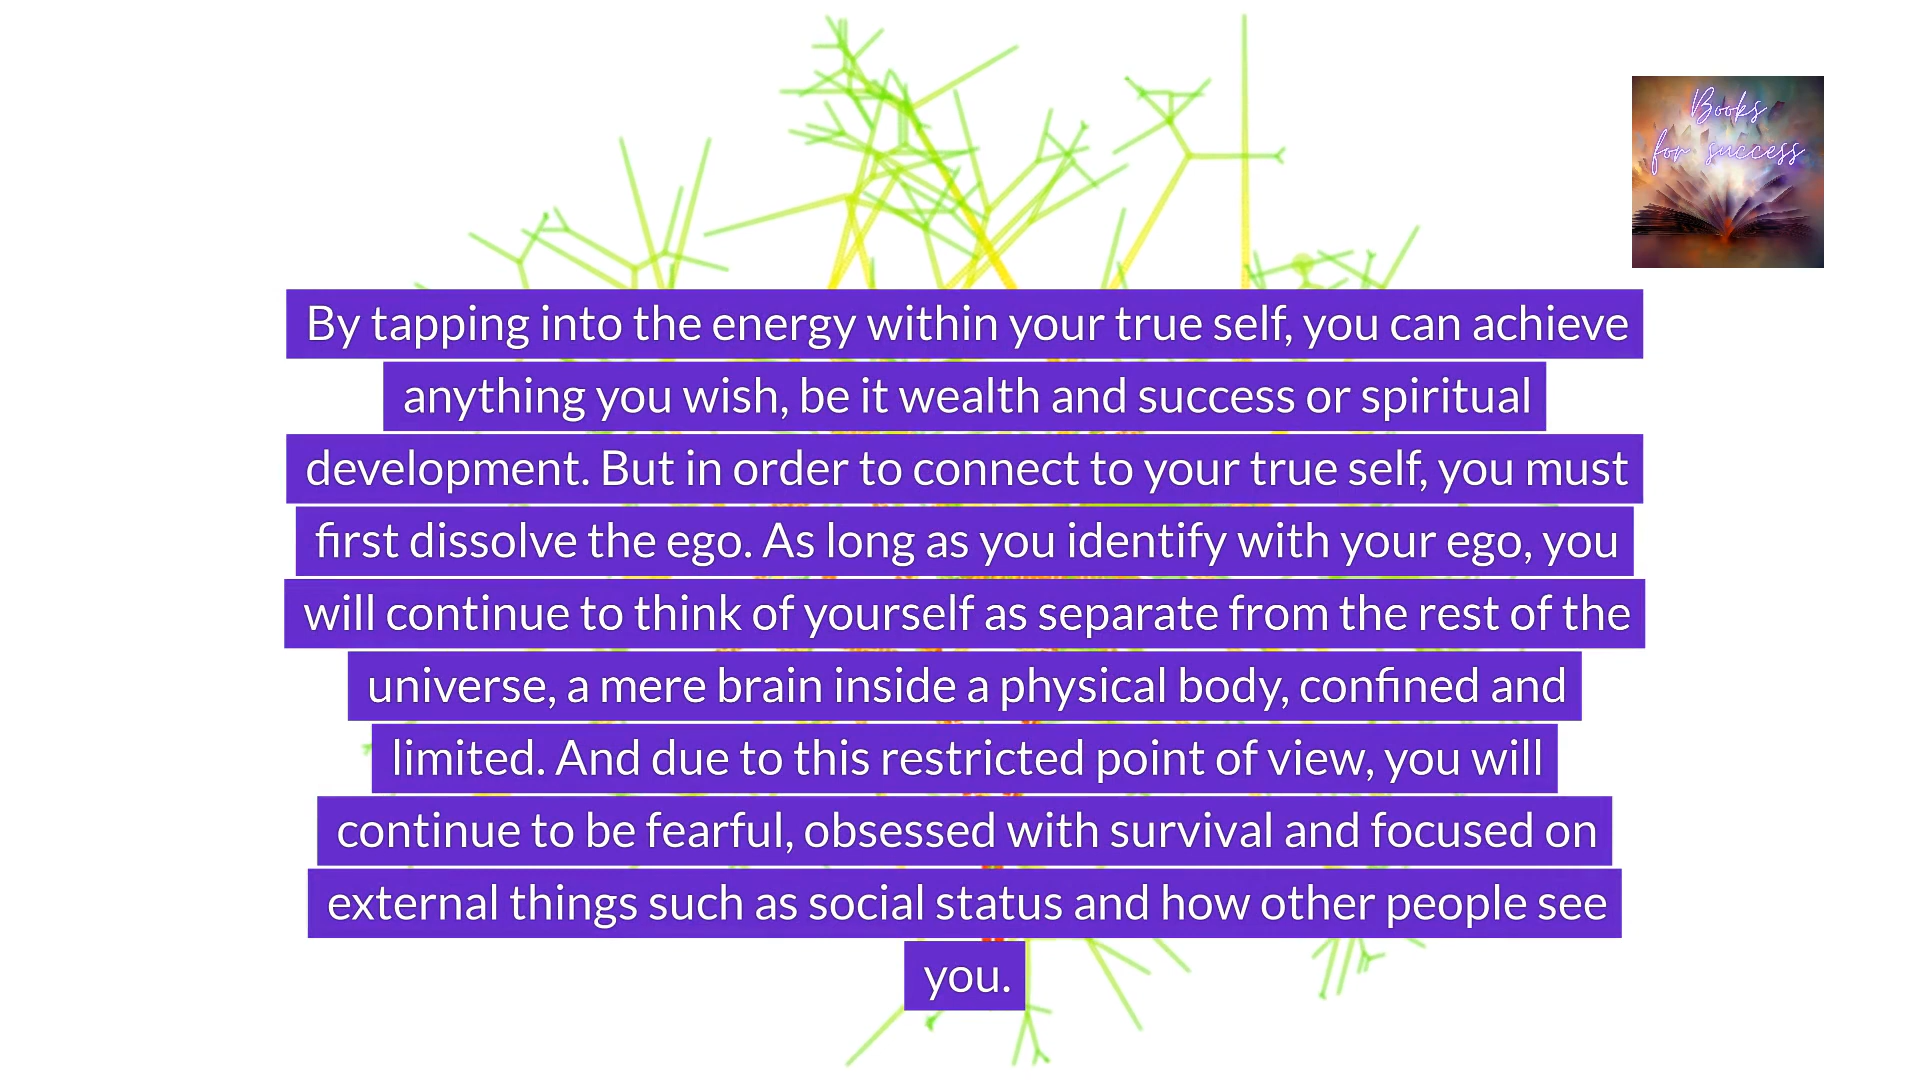 Books
for success
By tapping into the energy within your true self, you can achieve
anything you wish, be it wealth and success or spiritual
development. But in order to connect to your true self, you must
first dissolve the ego. As long as you identify with your ego, you
will continue to think of yourself as separate from the rest of the
universe, a mere brain inside a physical body, confined and
limited. And due to this restricted point of view, you will
continue to be fearful, obsessed with survival and focused on
external things such as social status and how other people see
you.